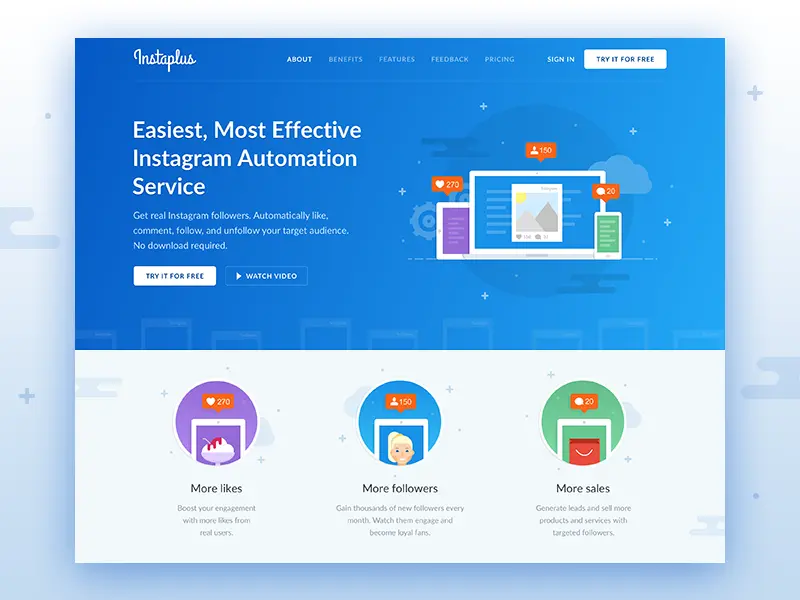 Instaplus
ABOUT BENEFITS FEATURES FEEDBACK PRICING SIGN IN TRY IT FOR FREE
Easiest, Most Effective
Instagram Automation
Service
Get real Instagram followers. Automatically like,
comment, follow, and unfollow your target audience.
No download required.
TRY IT FOR FREE WATCH VIDEO
150
270
20
270
150
20
More likes
Boost your engagement
with more likes from
real users.
More followers
Gain thousands of new followers every
month. Watch them engage and
become loyal fans.
More sales
Generate leads and sell more
products and services with
targeted followers.